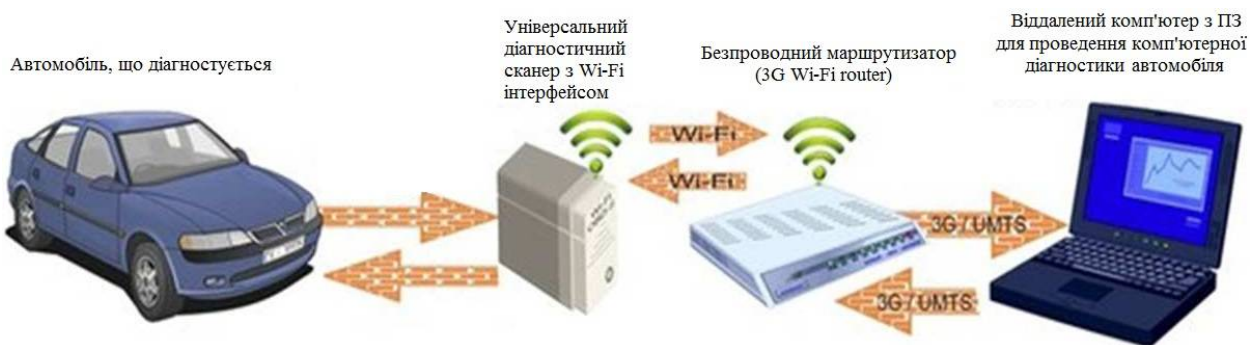 Автомобіль, що діагностується
Універсальний
діагностичний
сканер з Wi-Fi
інтерфейсом
Безпроводний маршрутизатор
(3G Wi-Fi router)
Віддалений комп'ютер з ПЗ
для проведення комп'ютерної
діагностики автомобіля
Wi-Fi
Wi-Fi
3G / UMTS
3G / UMTS